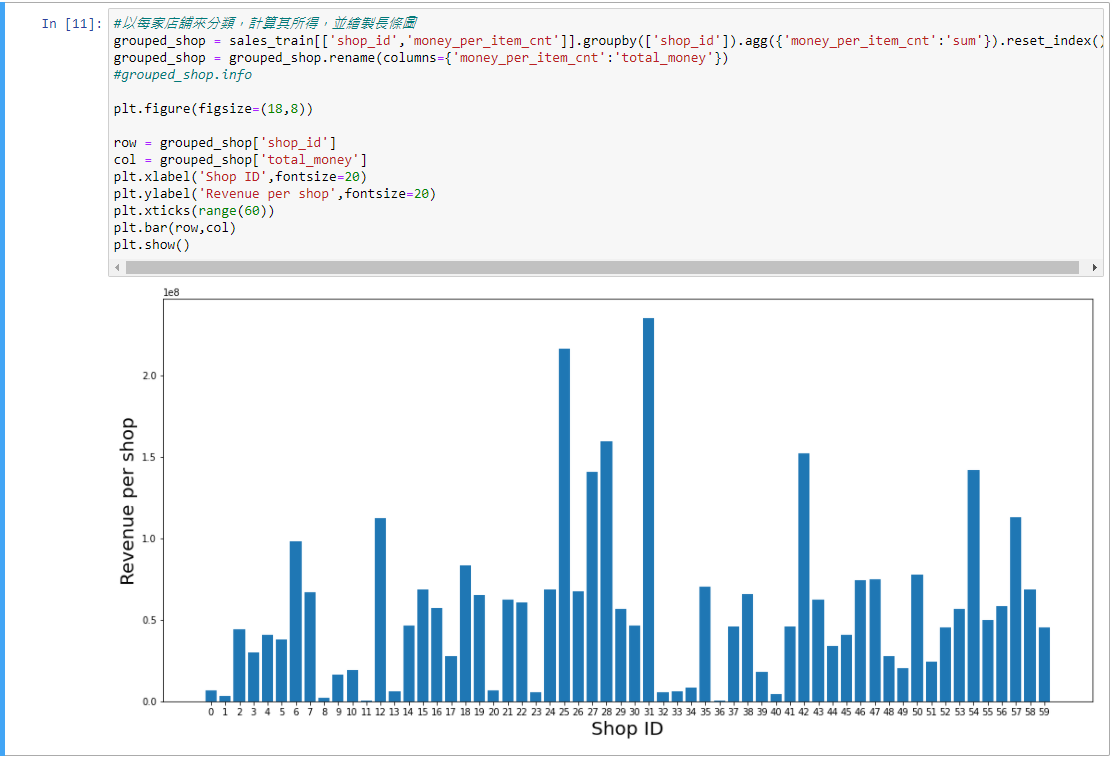 In [11]:
#以每家店鋪來分類，計算其所得，並繪製長條圖
grouped_shop = sales_train[['shop_id','money_per_item_cnt']].groupby(['shop_id']).agg({'money_per_item_cnt':'sum'}).reset_index()
grouped_shop = grouped_shop.rename(columns={'money_per_item_cnt':'total_money'})
#grouped_shop.info
plt.figure(figsize=(18,8))
row = grouped_shop['shop_id']
col = grouped_shop['total_money']
plt.xlabel('Shop ID',fontsize=20)
plt.ylabel('Revenue per shop',fontsize=20)
plt.xticks(range(60))
plt.bar(row,col)
plt.show()
1e8
2.0
1.5
1.0
0.5
0.0
Revenue per shop
0 1 2 3 4 5 6 7 8 9 10 11 12 13 14 15 16 17 18 19 20 21 22 23 24 25 26 27 28 29 30 31 32 33 34 35 36 37 38 39 40 41 42 43 44 45 46 47 48 49 50 51 52 53 54 55 56 57 58 59
Shop ID